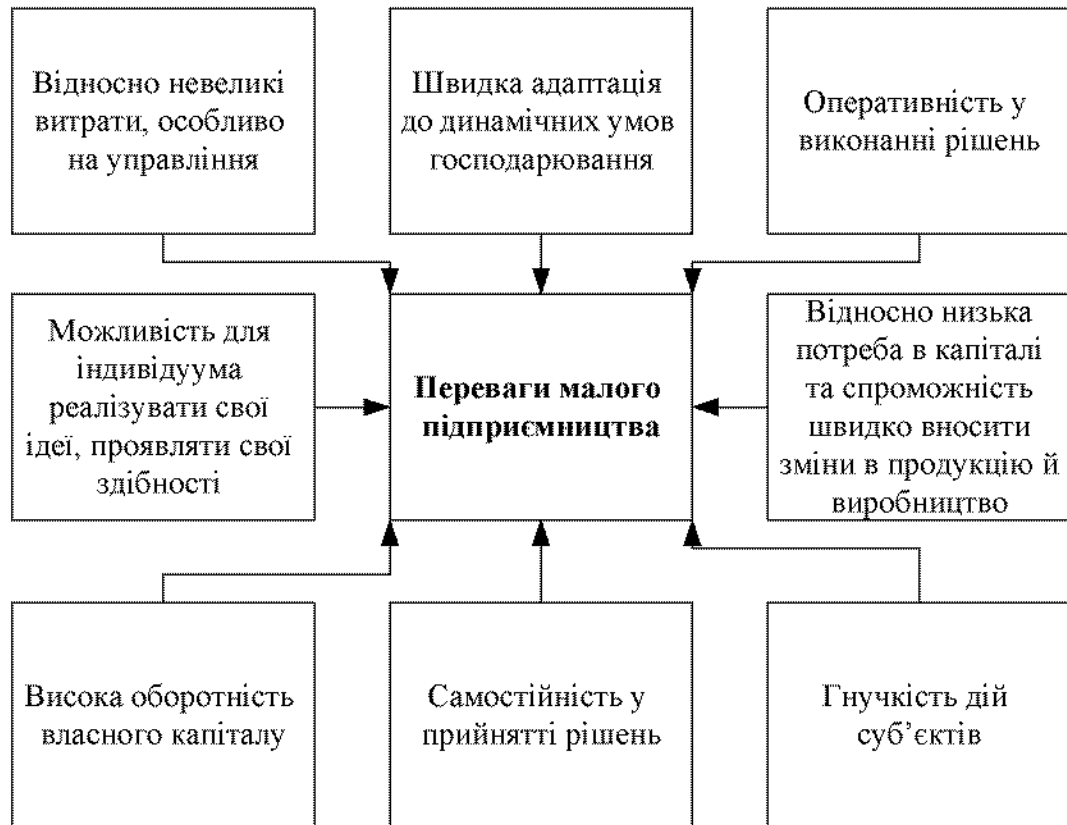 Відносно невеликі
витрати, особливо
на управління
Швидка адаптація
до динамічних умов
господарювання
Оперативність у
виконанні рішень
Можливість для
індивідуума
реалізувати свої
ідеї, проявляти свої
здібності
Переваги малого
підприємництва
Відносно низька
потреба в капіталі
та спроможність
швидко вносити
зміни в продукцію й
виробництво
Висока оборотність
власного капіталу
Самостійність у
прийнятті рішень
Гнучкість дій
суб’єктів